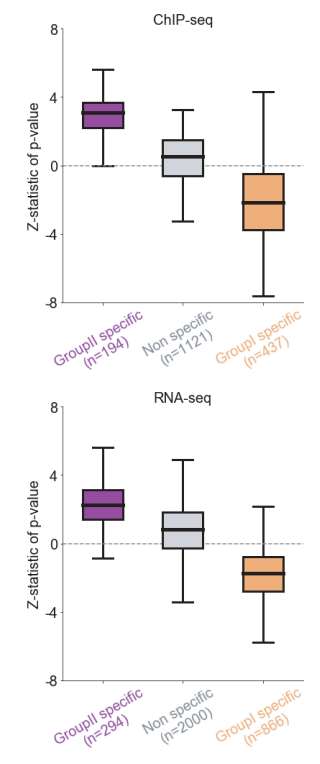 ChIP-seq
Z-statistic of p-value
8
4
0
-4
-8
GroupII specific
(n=194)
Non specific
(n=1121)
GroupI specific
(n=437)
RNA-seq
Z-statistic of p-value
8
4
0
-4
-8
GroupII specific
(n=294)
Non specific
(n=2000)
GroupI specific
(n=866)